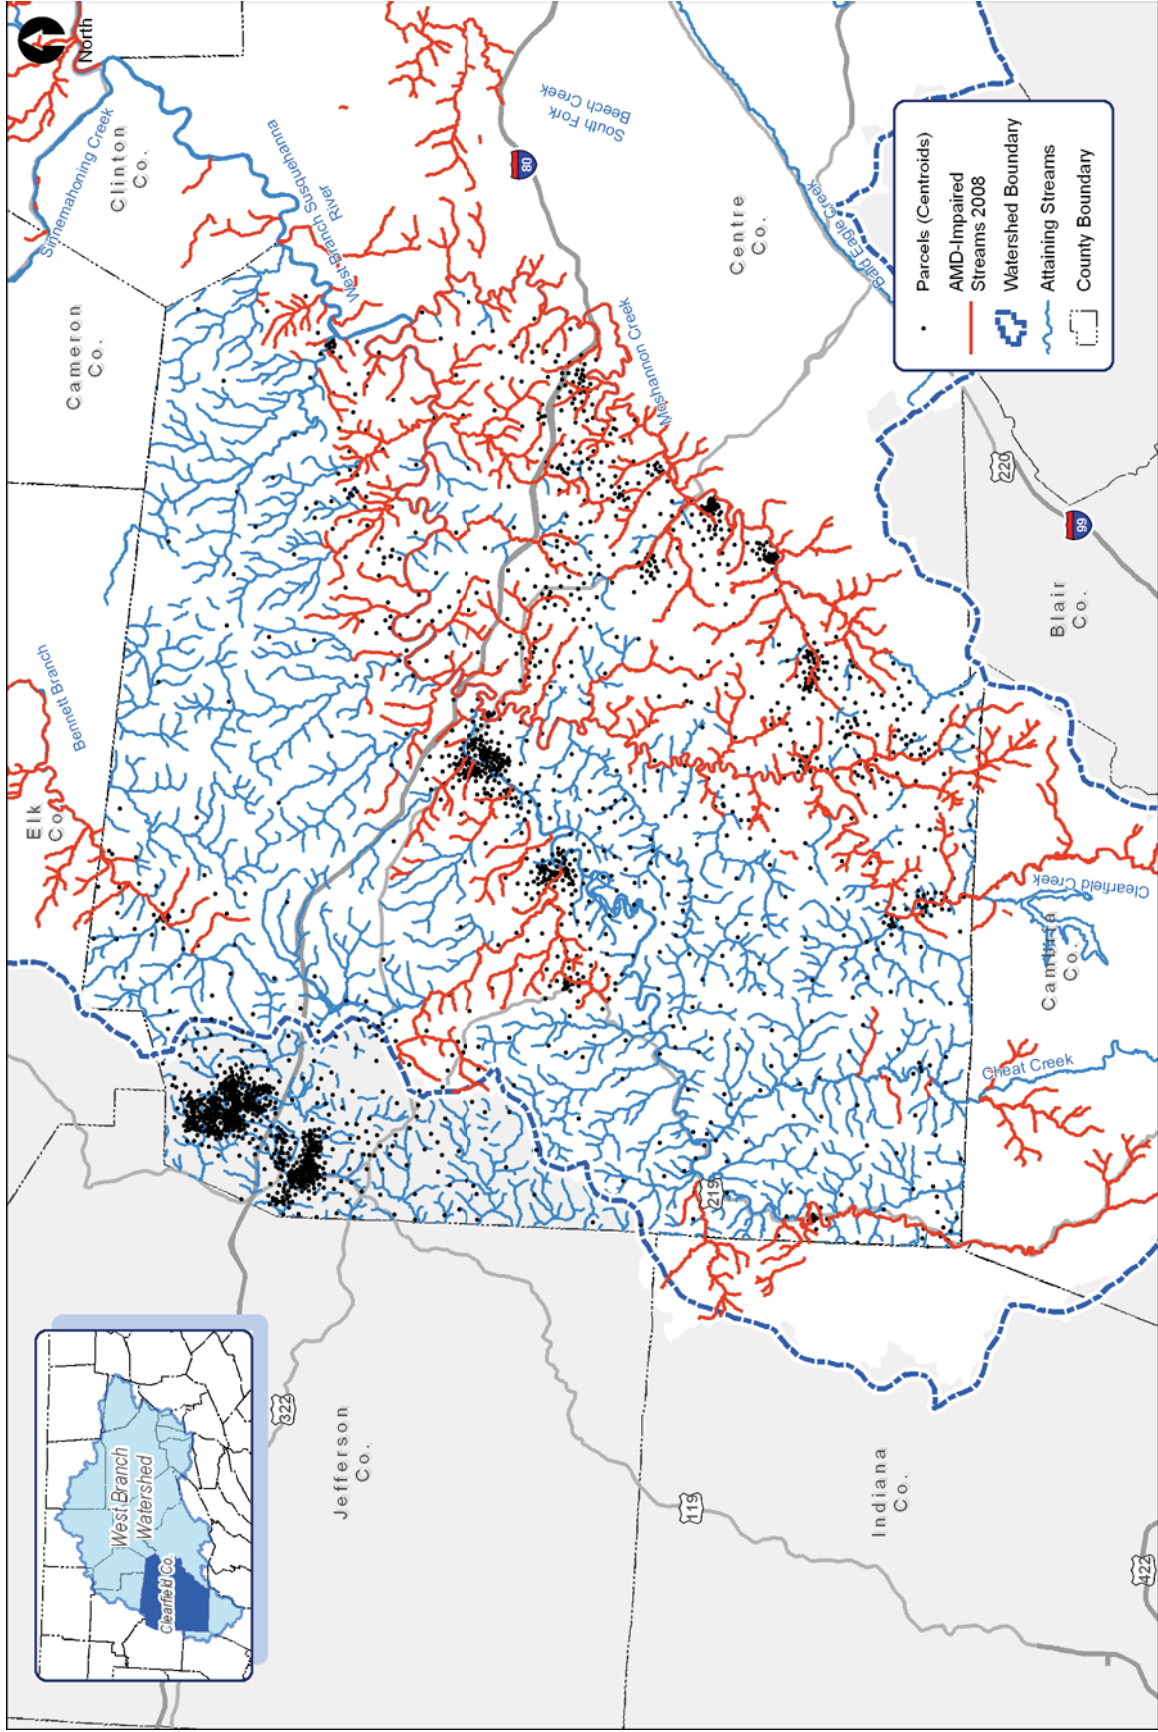 North
Sinnemahoning Creek
Clinton
Co.
West Branch Susquehanna
River
South Fork
Beech Creek
80
Cameron
Co.
Centre
Co.
Bald Eagle Creek
Moshannon Creek
Parcels (Centroids)
AMD-Impaired
Streams 2008
Watershed Boundary
Attaining Streams
County Boundary
220
99
Blair
Co.
Bennett Branch
Elk
Co.
Clearfield Creek
Cambria
Co.
Cheat Creek
219
West Branch
Watershed
Clearfield Co.
322
Jefferson
Co.
119
Indiana
Co.
422